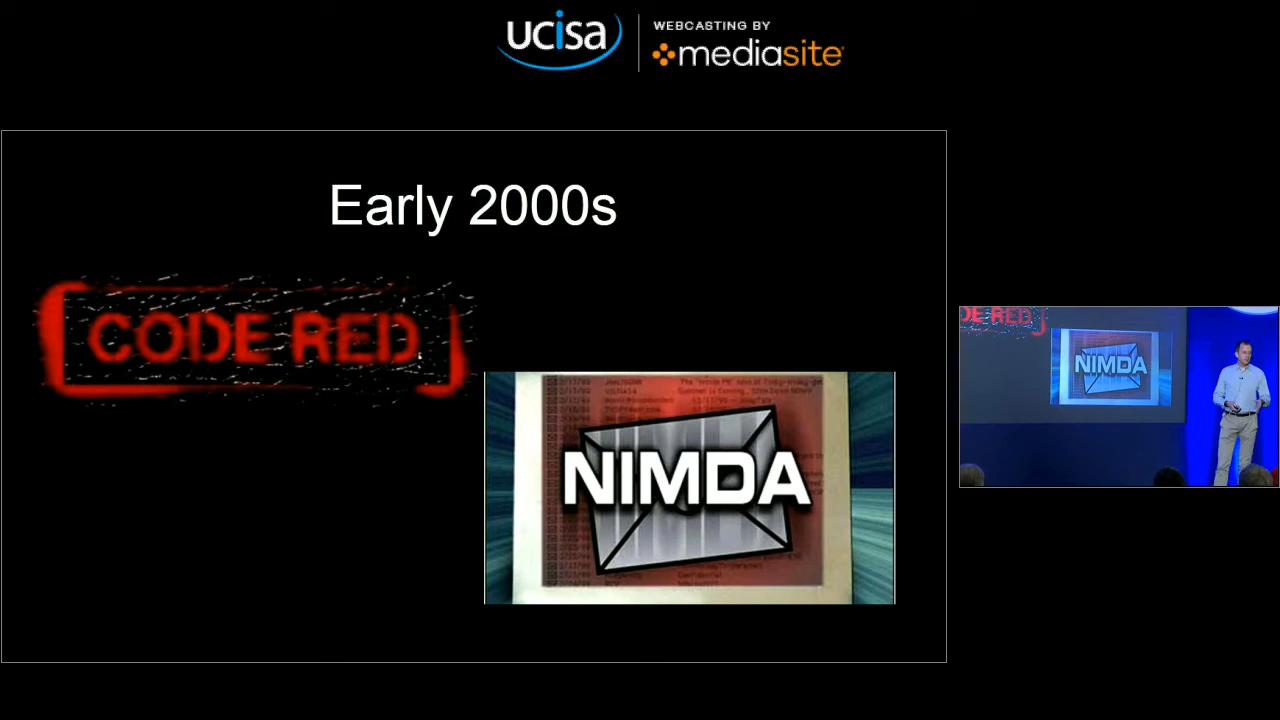 ucisa
WEBCASTING BY
mediasite
Early 2000s
CODE RED
NIMDA
DE RED
NIMDA